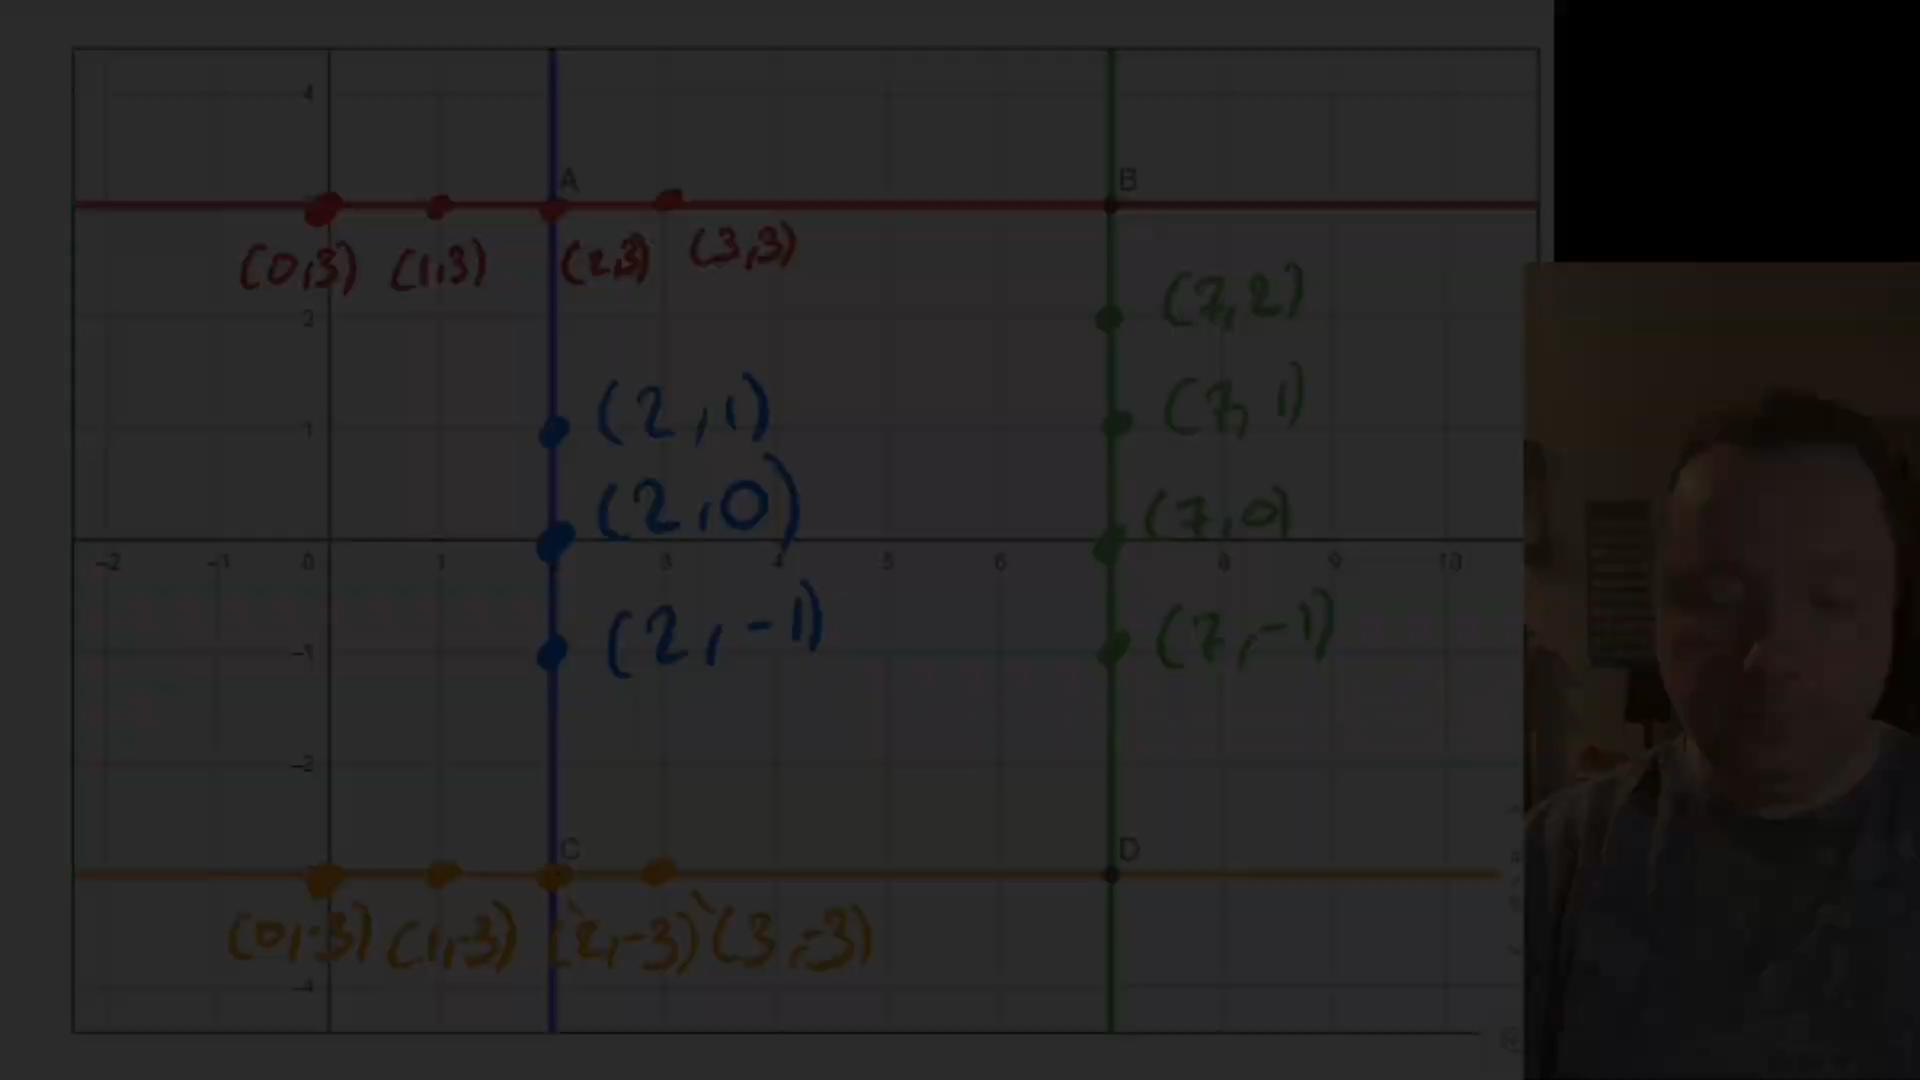 4
A B
(0,3) (1,3) (2,3) (3,3)
2
(7,2)
(2,1)
1
(7,1)
(2,0)
(7,0)
-2 -1 0 1 3 4 5 6 8 9 10
(2,-1)
-1
(7,-1)
-2
C D
(0,-3) (1,-3) (2,-3) (3,-3)
-4